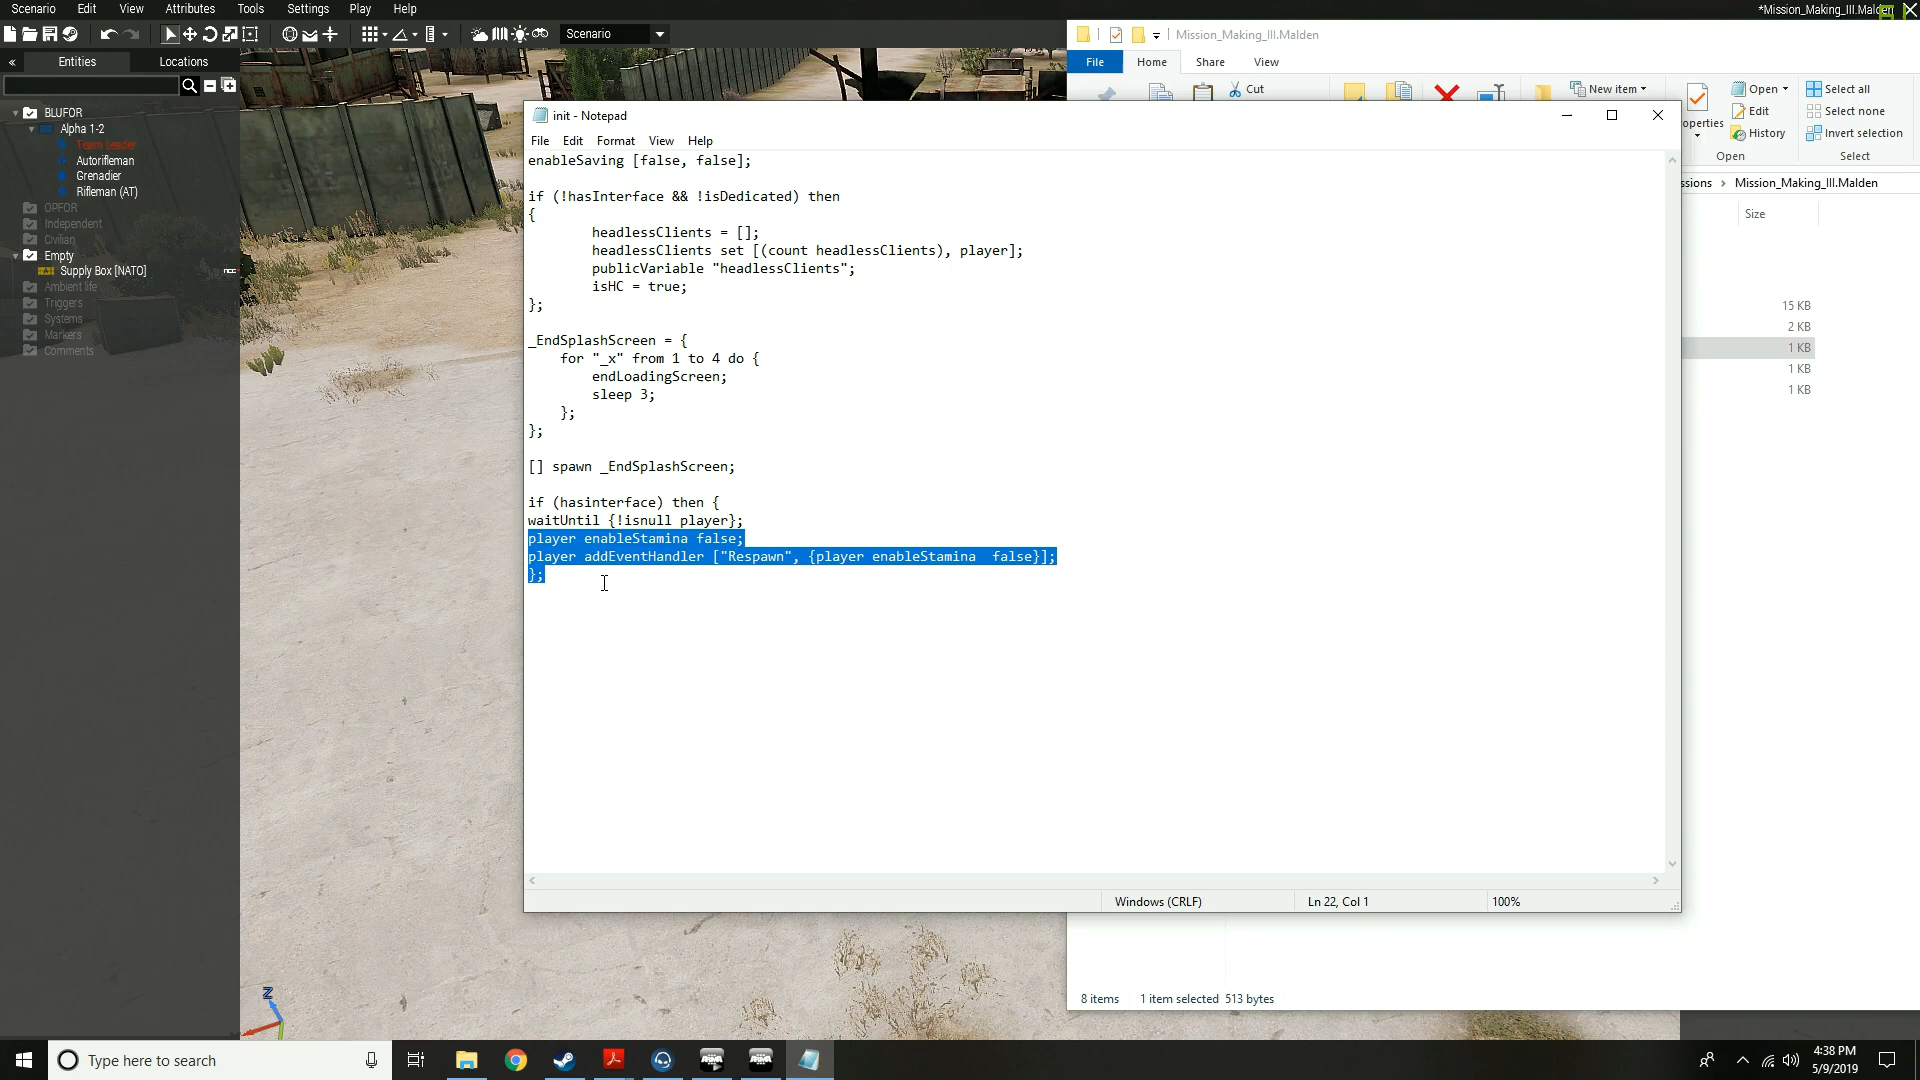 Scenario Edit View Attributes Tools Settings Play Help
*Mission_Making_III.Malden
Scenario
Mission_Making_III.Malden
Entities Locations
File Home Share View
Cut
New item
Open
Select all
Edit
Select none
operties
History
Invert selection
Open
Select
ssions > Mission_Making_III.Malden
Size
15 KB
2 KB
1 KB
1 KB
1 KB
BLUFOR
Alpha 1-2
Team Leader
Autorifleman
Grenadier
Rifleman (AT)
OPFOR
Independent
Civilian
Empty
Supply Box [NATO]
Ambient life
Triggers
Systems
Markers
Comments
init - Notepad
File Edit Format View Help
enableSaving [false, false];
if (!hasInterface && !isDedicated) then
{
headlessClients = [];
headlessClients set [(count headlessClients), player];
publicVariable "headlessClients";
isHC = true;
};
_EndSplashScreen = {
for "_x" from 1 to 4 do {
endLoadingScreen;
sleep 3;
};
};
[] spawn _EndSplashScreen;
if (hasinterface) then {
waitUntil {!isnull player};
player enableStamina false;
player addEventHandler ["Respawn", {player enableStamina  false}];
};
Windows (CRLF) Ln 22, Col 1 100%
8 items 1 item selected 513 bytes
Z
Type here to search
4:38 PM
5/9/2019